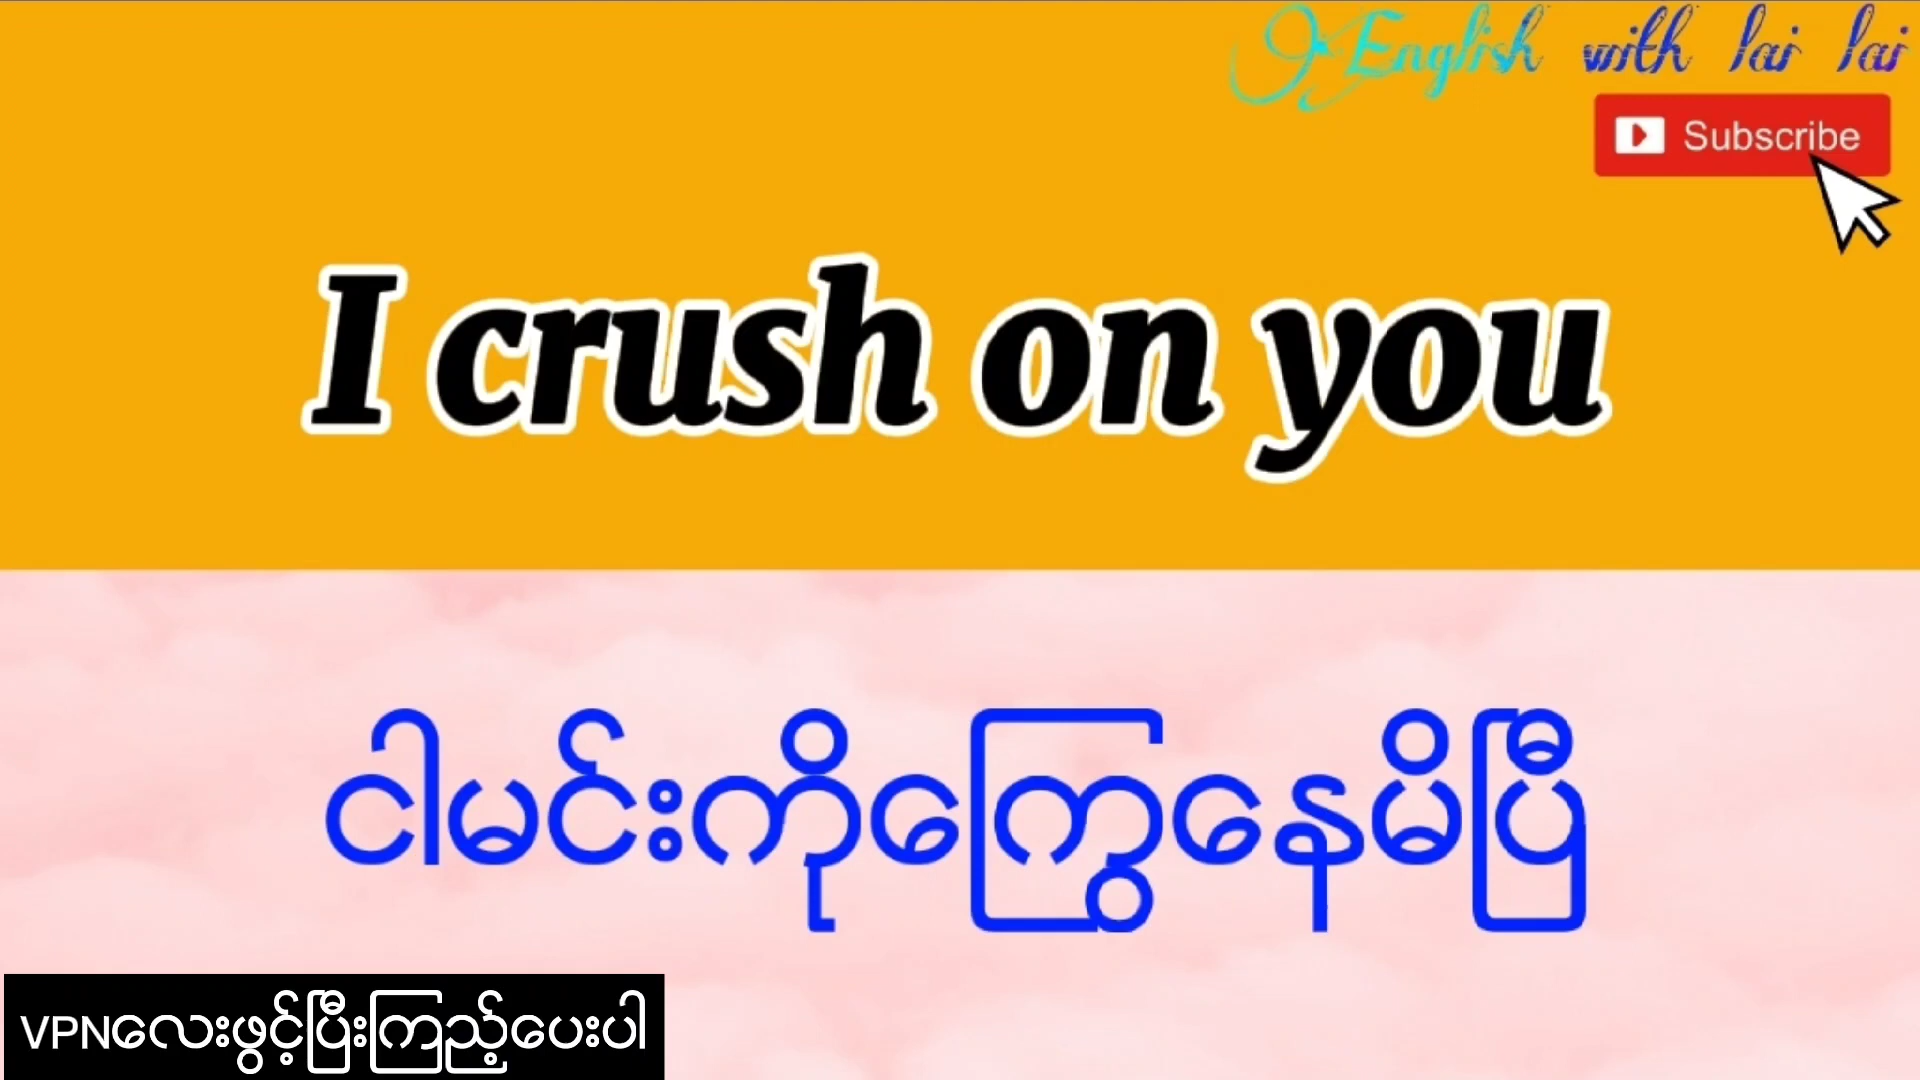 English with lai lai
Subscribe
I crush on you
ငါမင်းကိုကြွေနေမိပြီ
VPNလေးဖွင့်ပြီးကြည့်ပေးပါ